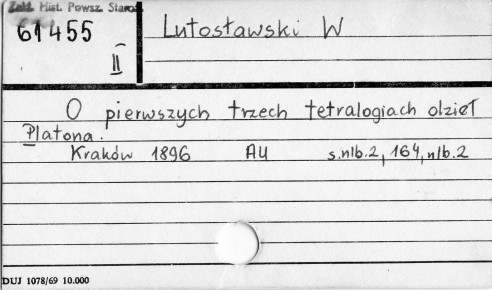 Zakł. Hist. Powsz. Staroż.
61455
II
Lutosławski W
O pierwszych trzech tetralogiach dzieł
Platona.
Kraków 1896 AU s.nlb.2, 164, nlb.2
DUJ 1078/69 10.000